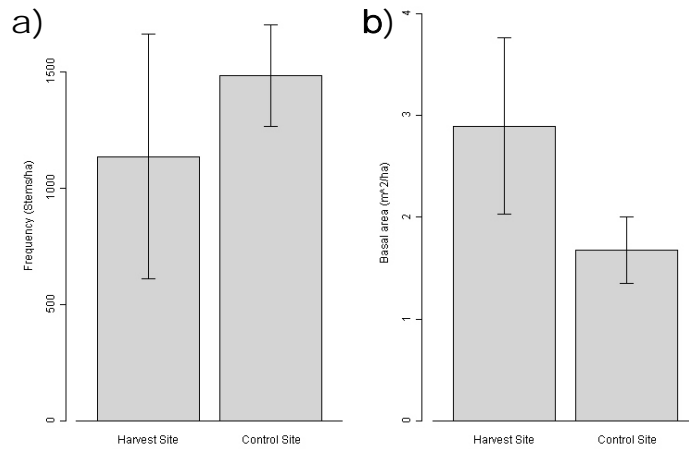 a)
Frequency (Stems/ha)
0
500
1000
1500
Harvest Site
Control Site
b)
Basal area (m^2/ha)
0
1
2
3
4
Harvest Site
Control Site